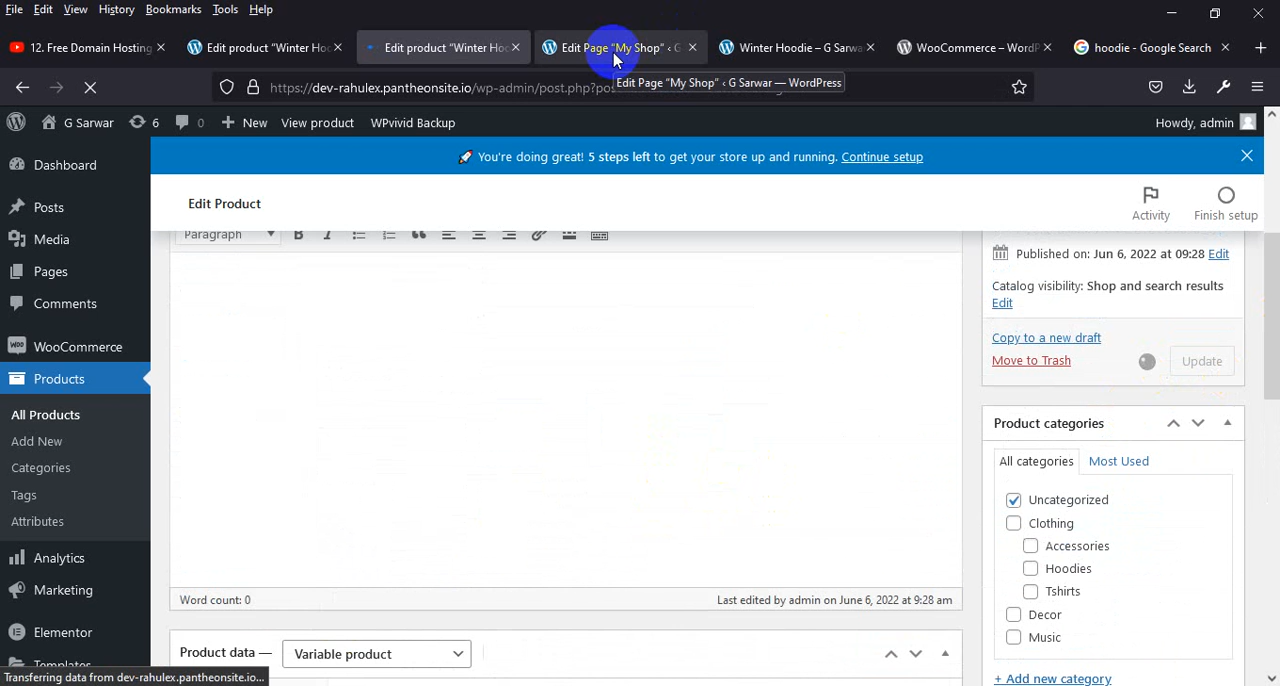 File Edit View History Bookmarks Tools Help
12. Free Domain Hosting
Edit product “Winter Ho
Edit product “Winter Hoo
Edit Page “My Shop” ‹ G
Winter Hoodie – G Sarwa
WooCommerce – WordP
hoodie - Google Search
https://dev-rahulex.pantheonsite.io/wp-admin/post.php?pos
Edit Page “My Shop” ‹ G Sarwar — WordPress
G Sarwar 6 0 New View product WPvivid Backup Howdy, admin
You're doing great! 5 steps left to get your store up and running. Continue setup
Edit Product
Activity
Finish setup
Dashboard
Posts
Media
Pages
Comments
WooCommerce
Products
All Products
Add New
Categories
Tags
Attributes
Analytics
Marketing
Elementor
Templates
Paragraph
Word count: 0
Last edited by admin on June 6, 2022 at 9:28 am
Product data —
Variable product
Published on: Jun 6, 2022 at 09:28 Edit
Catalog visibility: Shop and search results
Edit
Copy to a new draft
Move to Trash
Update
Product categories
All categories
Most Used
Uncategorized
Clothing
Accessories
Hoodies
Tshirts
Decor
Music
+ Add new category
Transferring data from dev-rahulex.pantheonsite.io...